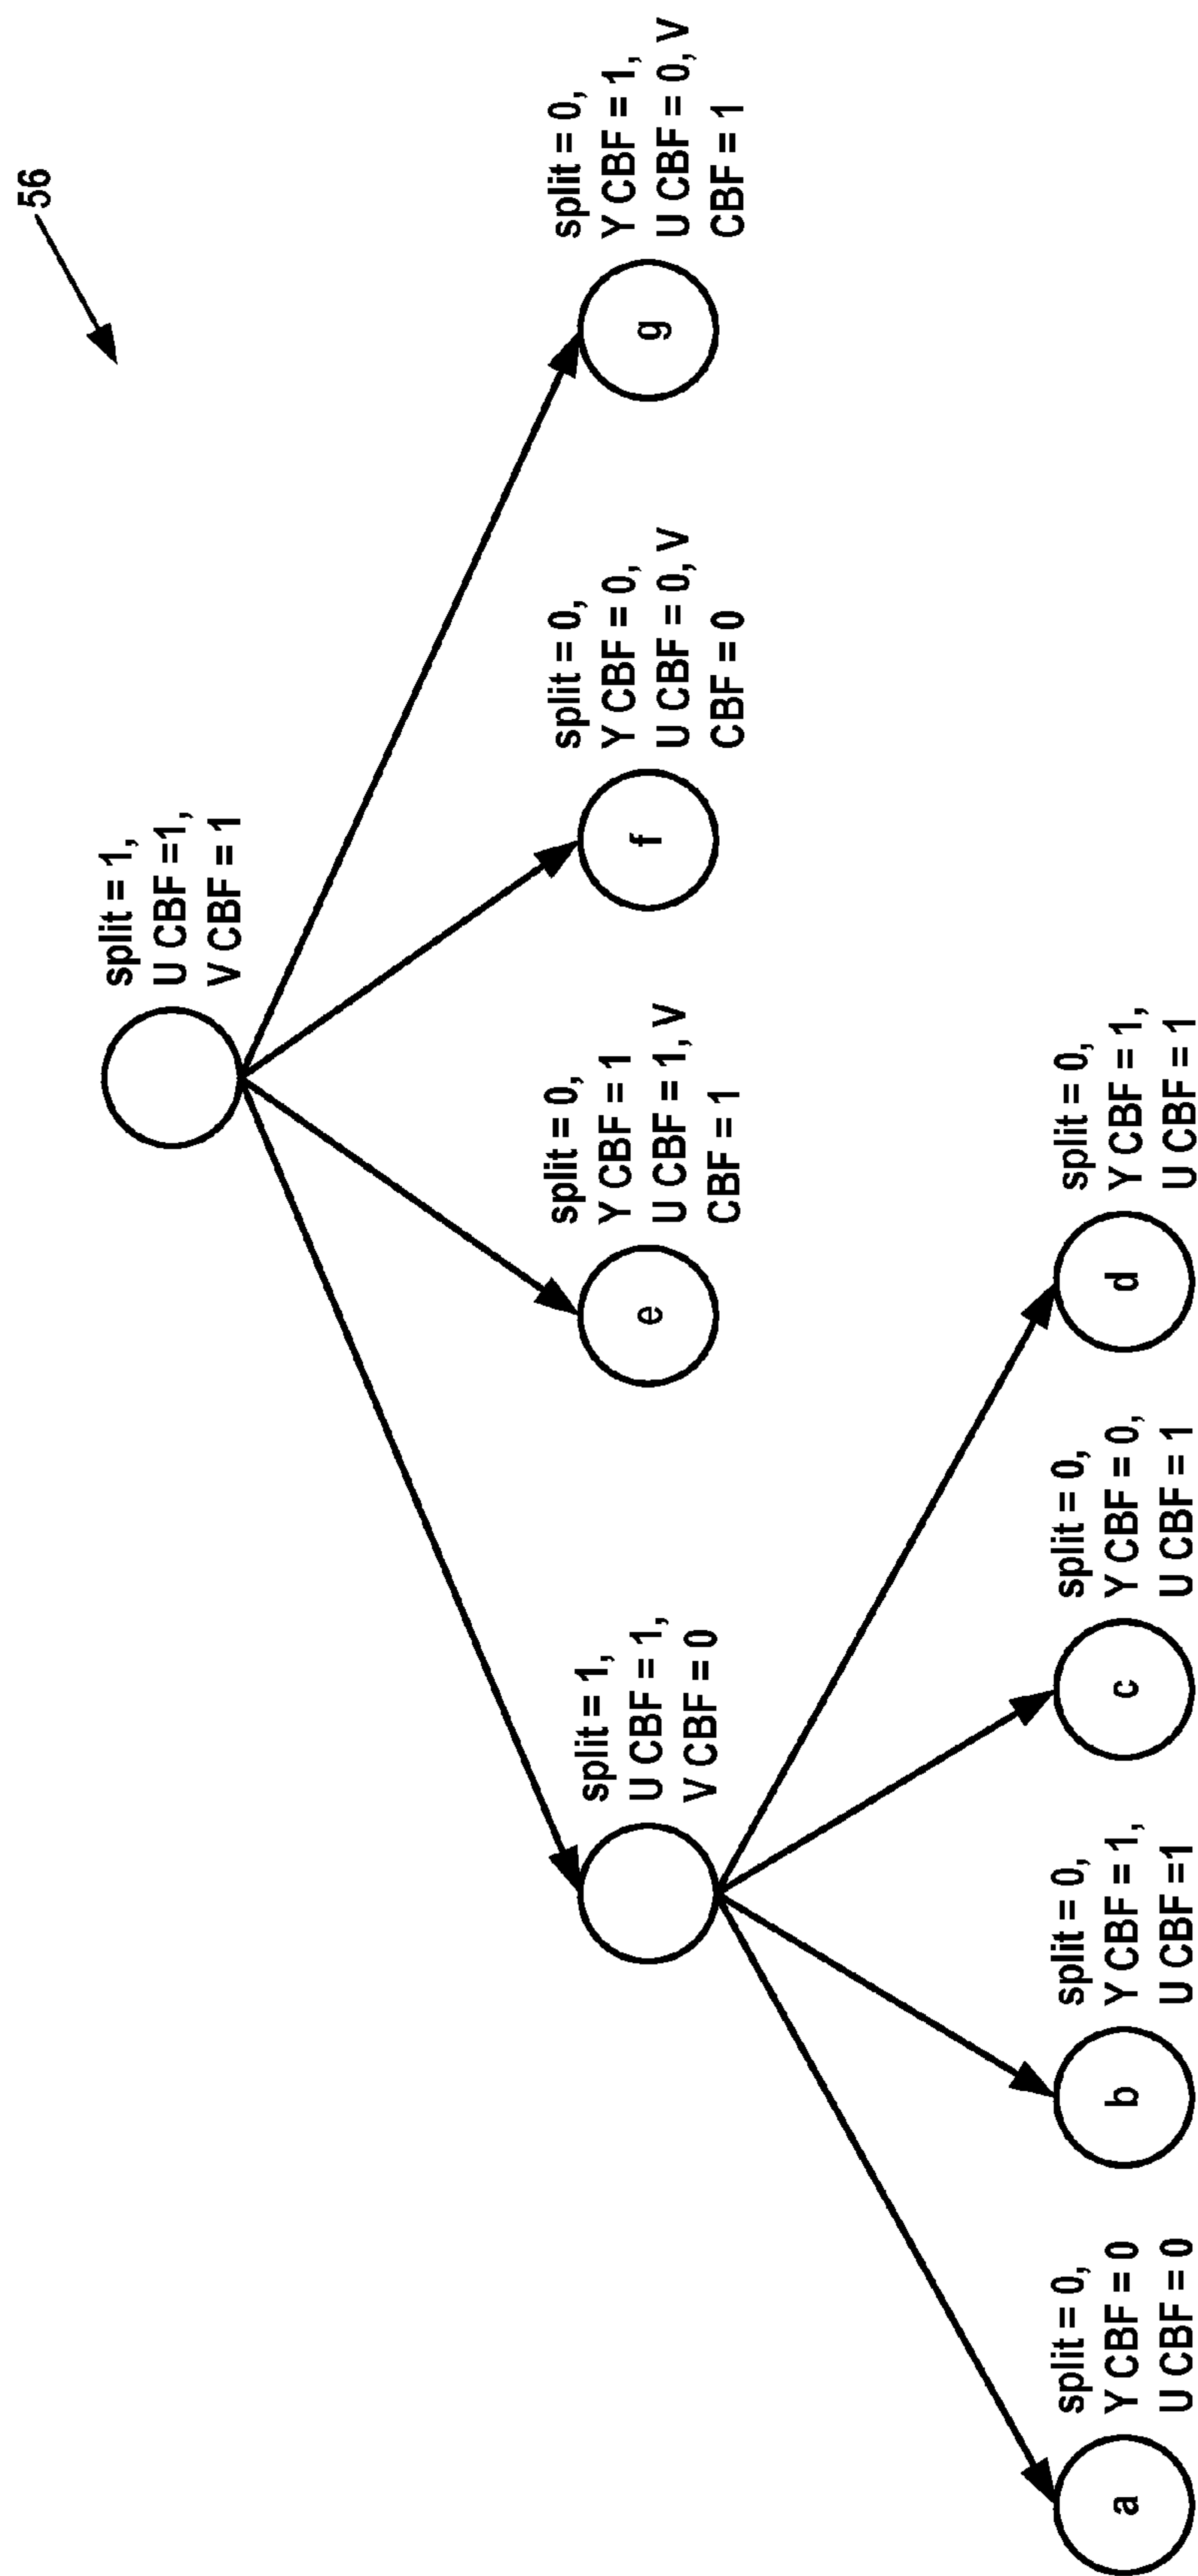 56
split = 1,
U CBF =1,
V CBF = 1
split = 1,
U CBF = 1,
V CBF = 0
split = 0,
Y CBF = 1
U CBF = 1, V
CBF = 1
e
split = 0,
Y CBF = 0,
U CBF = 0, V
CBF = 0
f
split = 0,
Y CBF = 1,
U CBF = 0, V
CBF = 1
g
split = 0,
Y CBF = 0
U CBF = 0
a
split = 0,
Y CBF = 1,
U CBF =1
b
split = 0,
Y CBF = 0,
U CBF = 1
c
split = 0,
Y CBF = 1,
U CBF = 1
d